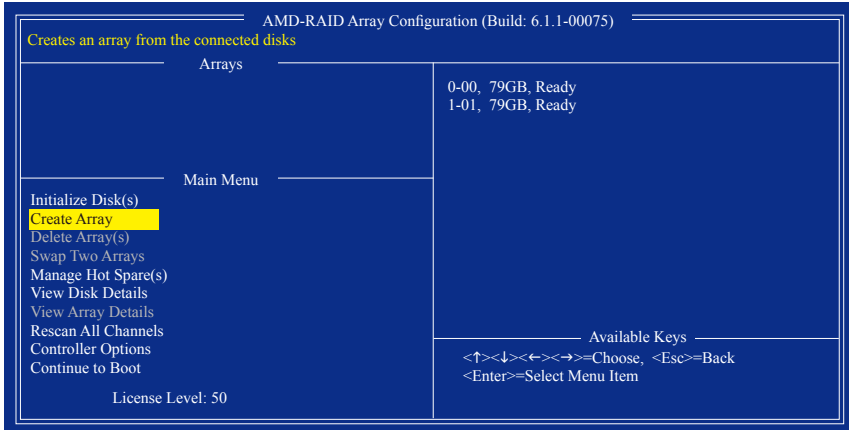 AMD-RAID Array Configuration (Build: 6.1.1-00075)
Creates an array from the connected disks
Arrays
0-00, 79GB, Ready
1-01, 79GB, Ready
Main Menu
Initialize Disk(s)
Create Array
Delete Array(s)
Swap Two Arrays
Manage Hot Spare(s)
View Disk Details
View Array Details
Rescan All Channels
Controller Options
Continue to Boot
License Level: 50
Available Keys
<↑><↓><←><→>=Choose, <Esc>=Back
<Enter>=Select Menu Item